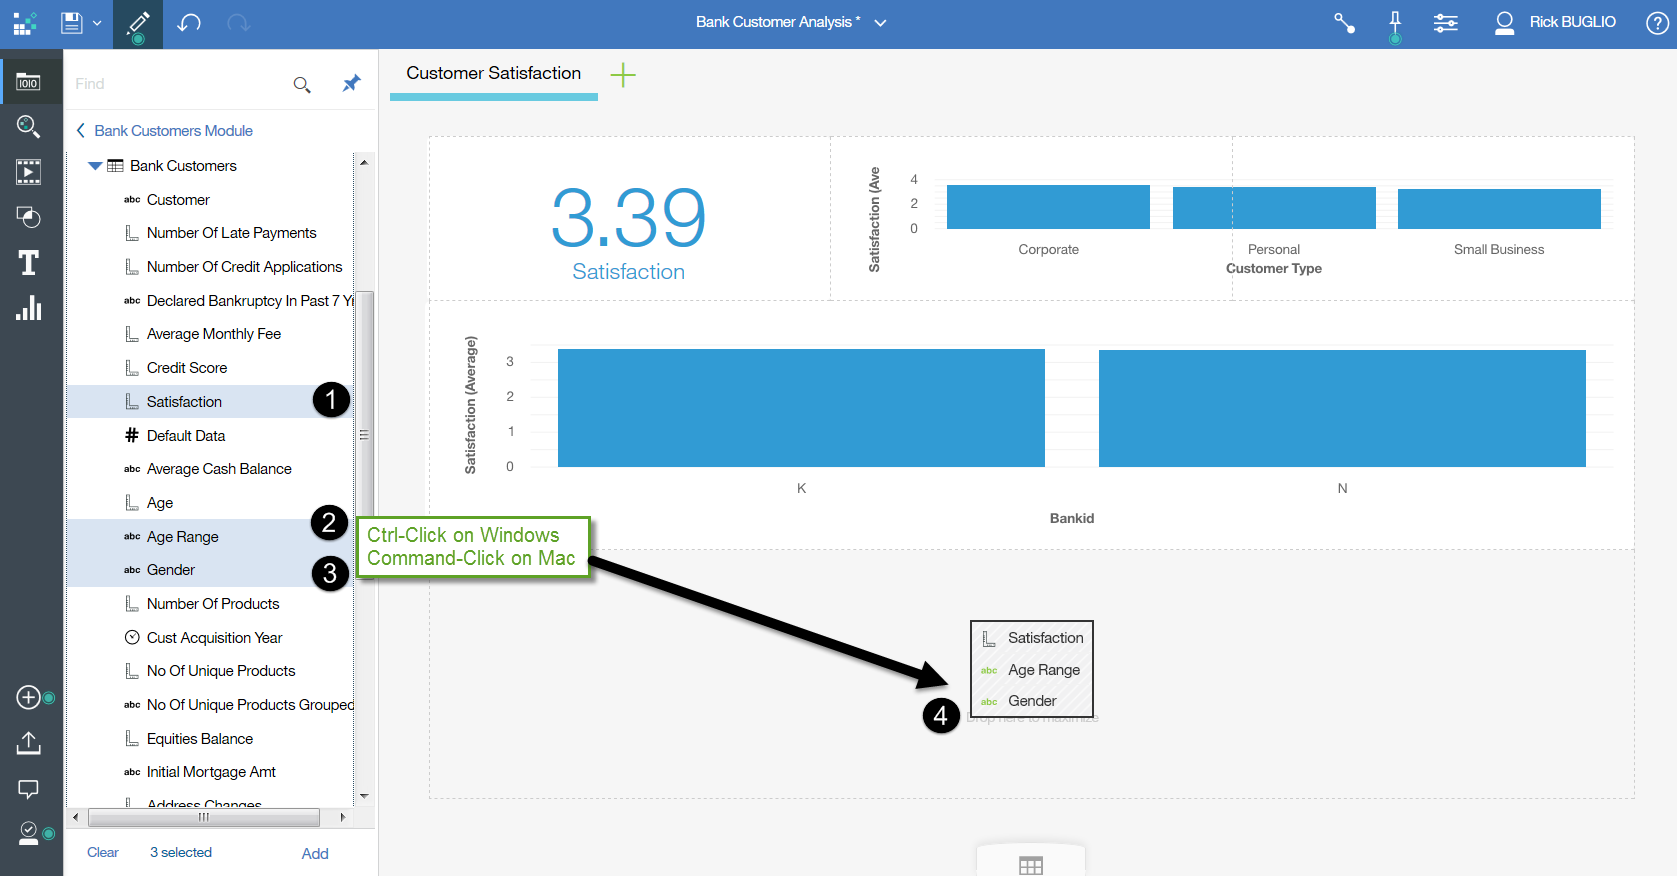 Bank Customer Analysis *
Rick BUGLIO
?
Find
Customer Satisfaction
Bank Customers Module
Bank Customers
abc Customer
Number Of Late Payments
Number Of Credit Applications
abc Declared Bankruptcy In Past 7 Y
Average Monthly Fee
Credit Score
Satisfaction
1
# Default Data
abc Average Cash Balance
Age
abc Age Range
2
abc Gender
3
Number Of Products
Cust Acquisition Year
No Of Unique Products
abc No Of Unique Products Grouped
Equities Balance
abc Initial Mortgage Amt
Address Changes
Clear
3 selected
Add
3.39
Satisfaction
Satisfaction (Ave
4
2
0
Corporate
Personal
Small Business
Customer Type
Satisfaction (Average)
3
2
1
0
K
N
Bankid
Ctrl-Click on Windows
Command-Click on Mac
Satisfaction
abc Age Range
abc Gender
4
Drop here to maximize
T
IOIO